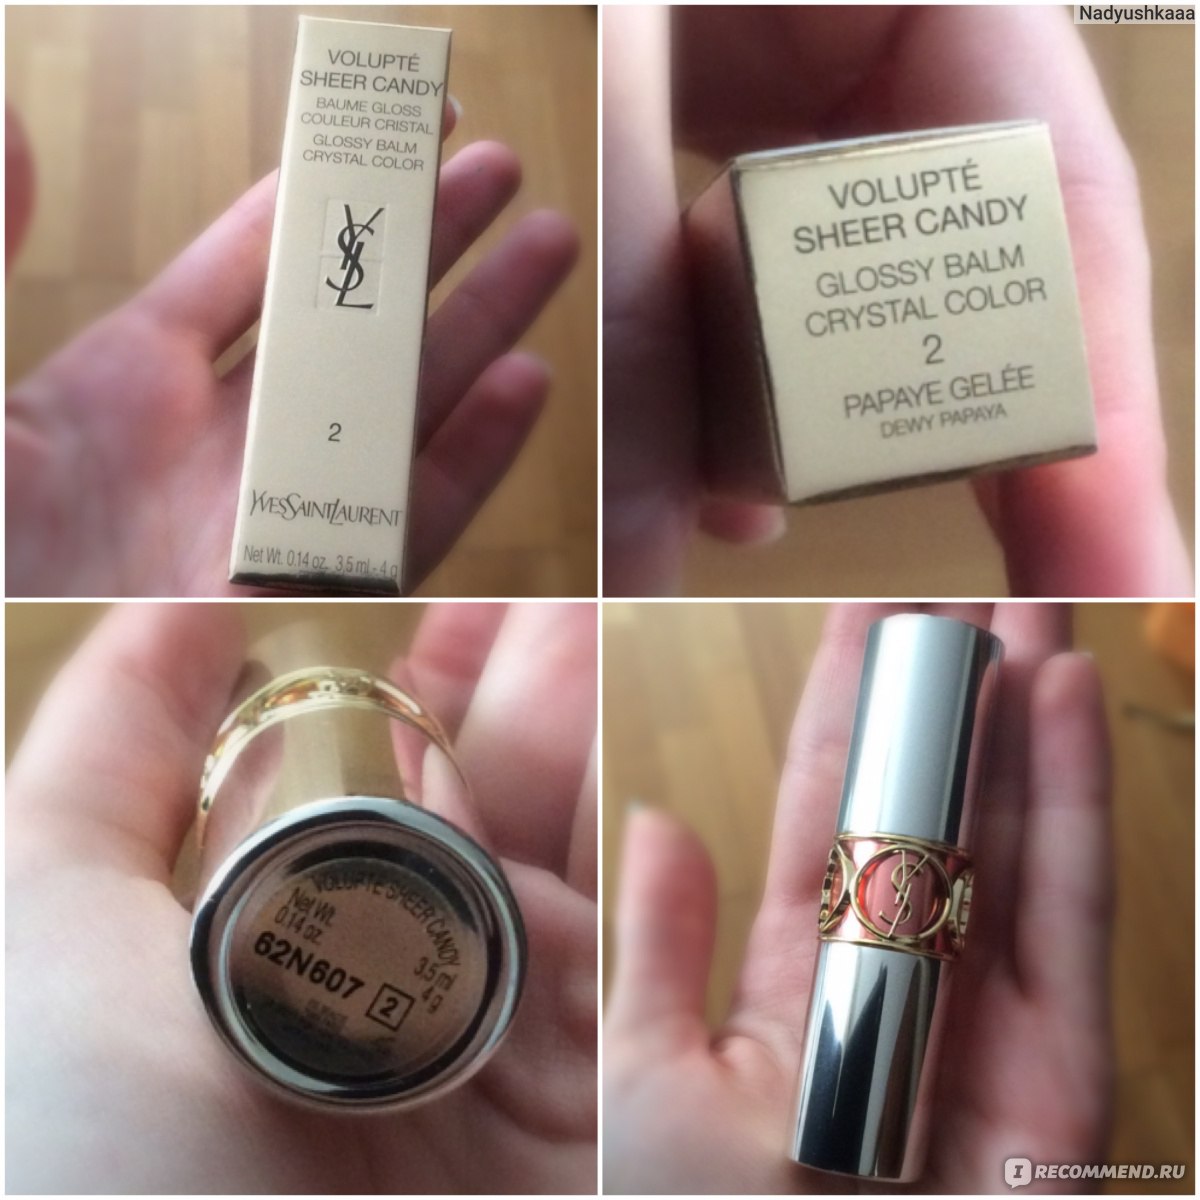 VOLUPTÉ
SHEER CANDY
BAUME GLOSS
COULEUR CRISTAL
GLOSSY BALM
CRYSTAL COLOR
YSL
2
YVESSAINTLAURENT
Net Wt. 0.14 oz. 3,5 ml - 4 g
Nadyushkaaa
VOLUPTÉ
SHEER CANDY
GLOSSY BALM
CRYSTAL COLOR
2
PAPAYE GELÉE
DEWY PAPAYA
VOLUPTÉ SHEER CANDY
Net Wt.
0.14 oz.
3.5 ml
4 g
62N607
2
YSL
I RECOMMEND.RU